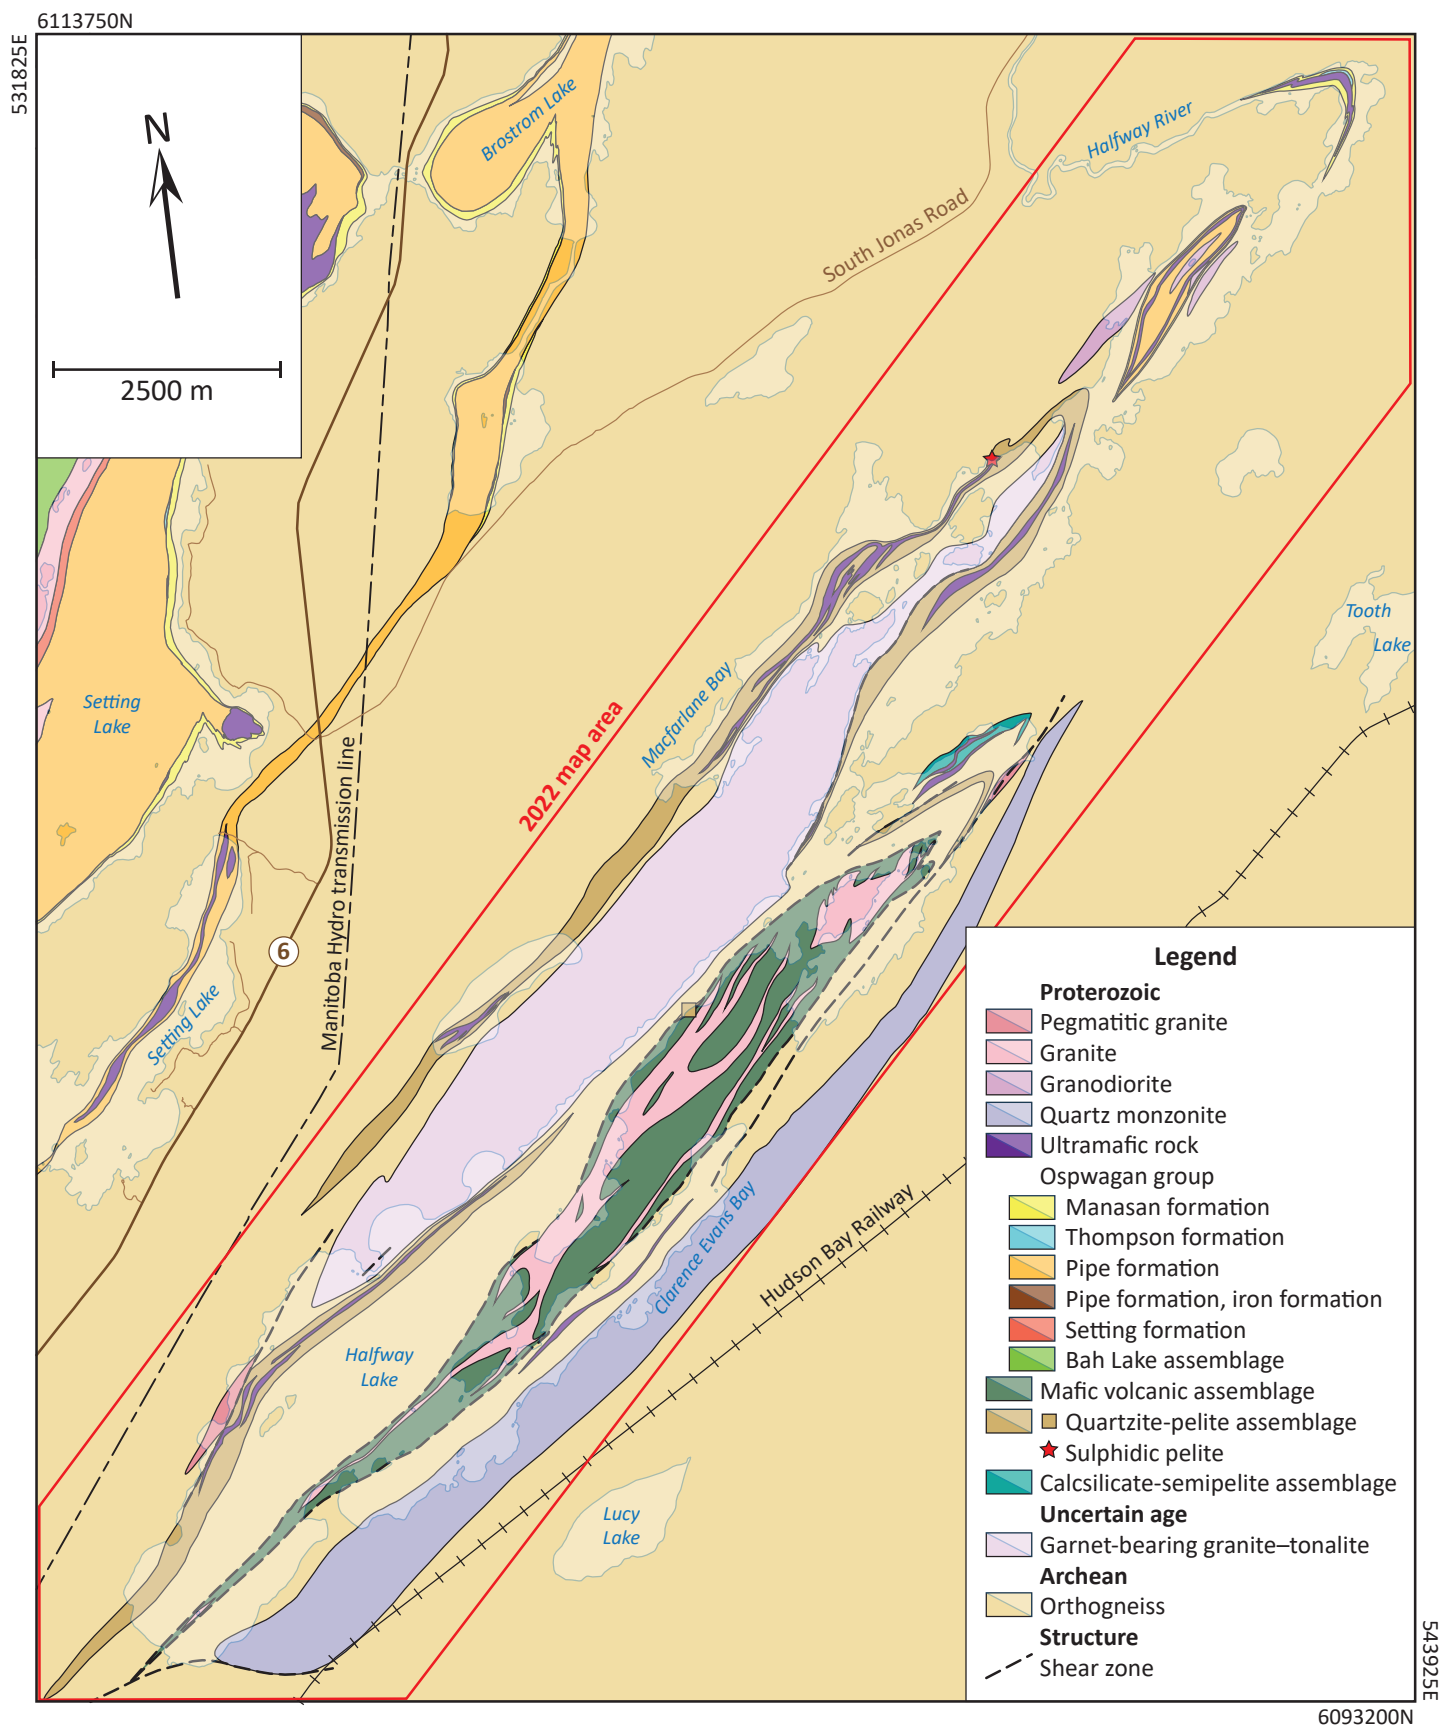 6113750N
531825E
N
2500 m
Brostrom Lake
Halfway River
South Jonas Road
Tooth
Lake
Setting
Lake
Macfarlane Bay
2022 map area
Manitoba Hydro transmission line
6
Setting Lake
Clarence Evans Bay
Hudson Bay Railway
Halfway
Lake
Lucy
Lake
Legend
Proterozoic
Pegmatitic granite
Granite
Granodiorite
Quartz monzonite
Ultramafic rock
Ospwagan group
Manasan formation
Thompson formation
Pipe formation
Pipe formation, iron formation
Setting formation
Bah Lake assemblage
Mafic volcanic assemblage
Quartzite-pelite assemblage
Sulphidic pelite
Calcsilicate-semipelite assemblage
Uncertain age
Garnet-bearing granite–tonalite
Archean
Orthogneiss
Structure
Shear zone
543925E
6093200N